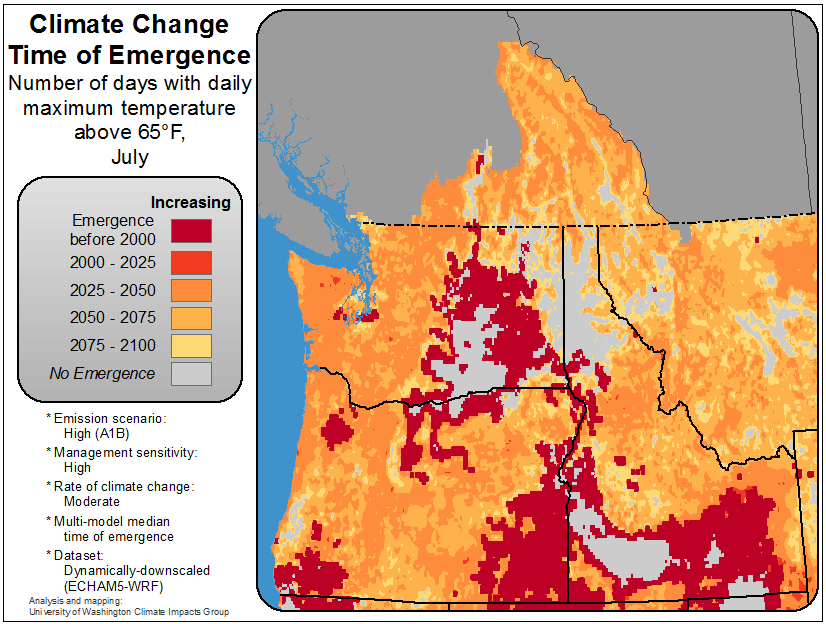 Climate Change
Time of Emergence
Number of days with daily
maximum temperature
above 65°F,
July
Increasing
Emergence
before 2000
2000 - 2025
2025 - 2050
2050 - 2075
2075 - 2100
No Emergence
* Emission scenario:
High (A1B)
* Management sensitivity:
High
* Rate of climate change:
Moderate
* Multi-model median
time of emergence
* Dataset:
Dynamically-downscaled
(ECHAM5-WRF)
Analysis and mapping:
University of Washington Climate Impacts Group